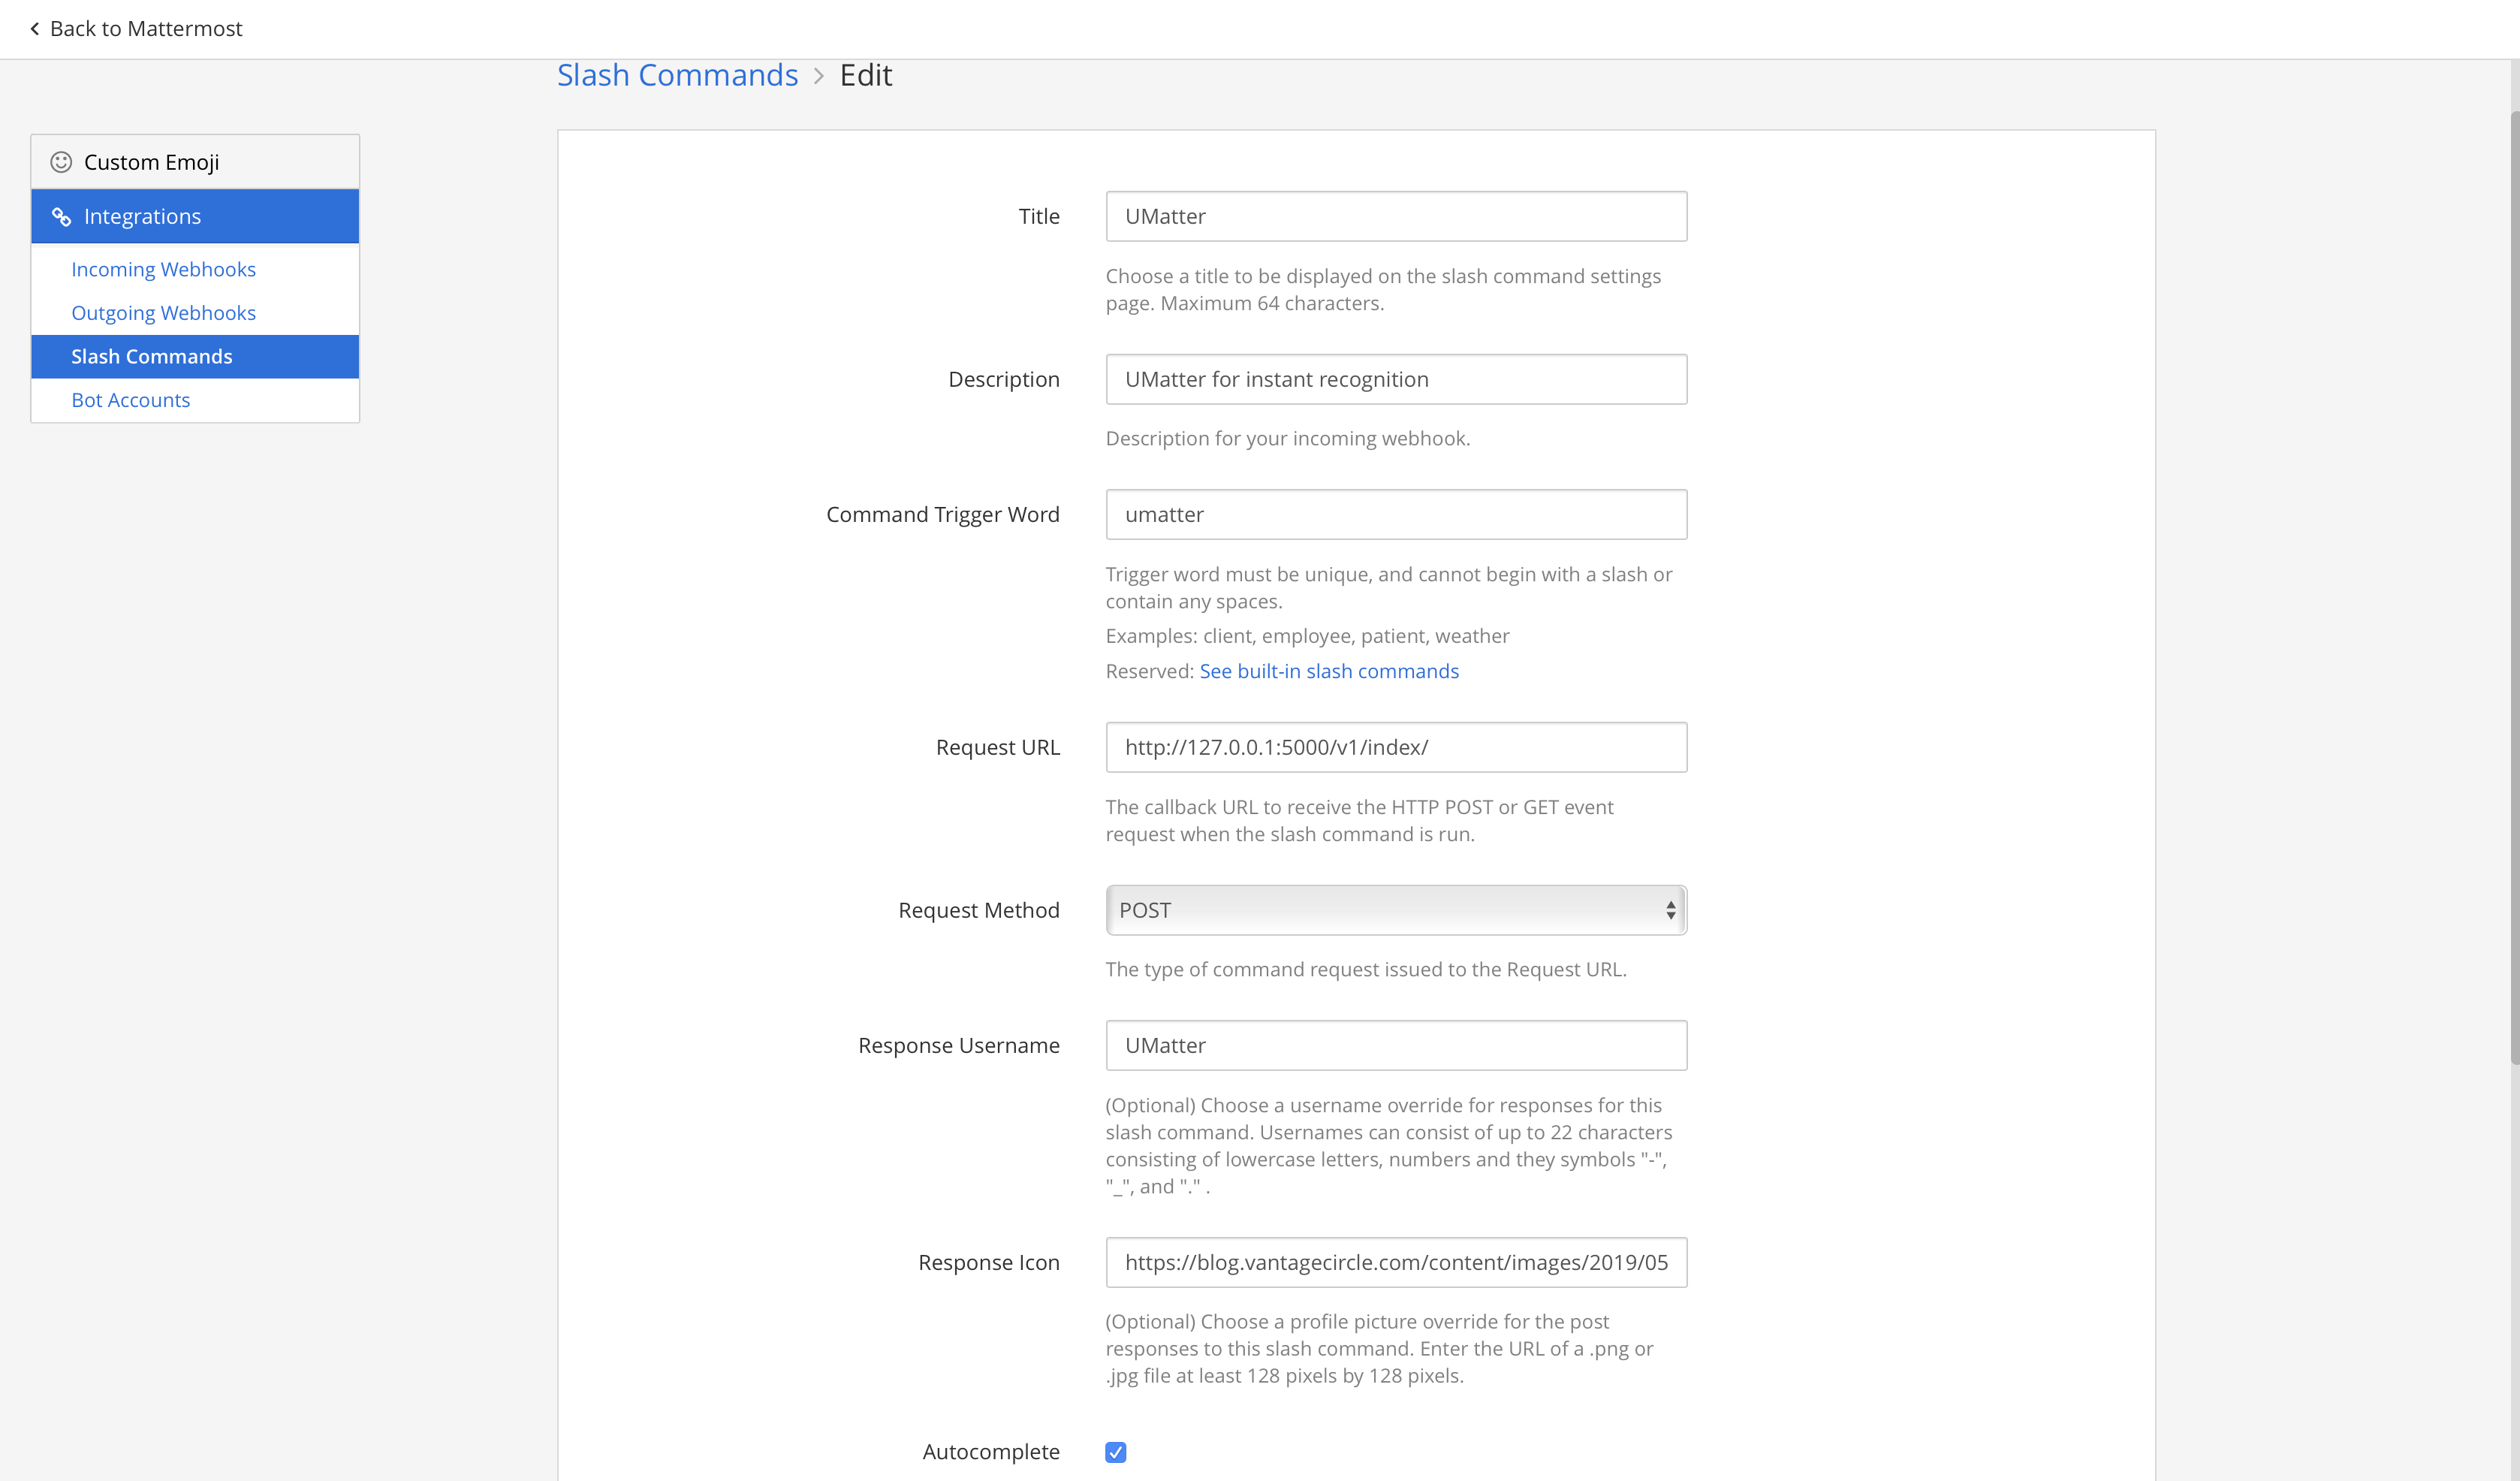 Back to Mattermost
Slash Commands > Edit
Custom Emoji
Integrations
Incoming Webhooks
Outgoing Webhooks
Slash Commands
Bot Accounts
Title
UMatter
Choose a title to be displayed on the slash command settings
page. Maximum 64 characters.
Description
UMatter for instant recognition
Description for your incoming webhook.
Command Trigger Word
umatter
Trigger word must be unique, and cannot begin with a slash or
contain any spaces.
Examples: client, employee, patient, weather
Reserved: See built-in slash commands
Request URL
http://127.0.0.1:5000/v1/index/
The callback URL to receive the HTTP POST or GET event
request when the slash command is run.
Request Method
POST
The type of command request issued to the Request URL.
Response Username
UMatter
(Optional) Choose a username override for responses for this
slash command. Usernames can consist of up to 22 characters
consisting of lowercase letters, numbers and they symbols "-",
"_", and "." .
Response Icon
https://blog.vantagecircle.com/content/images/2019/05
(Optional) Choose a profile picture override for the post
responses to this slash command. Enter the URL of a .png or
.jpg file at least 128 pixels by 128 pixels.
Autocomplete